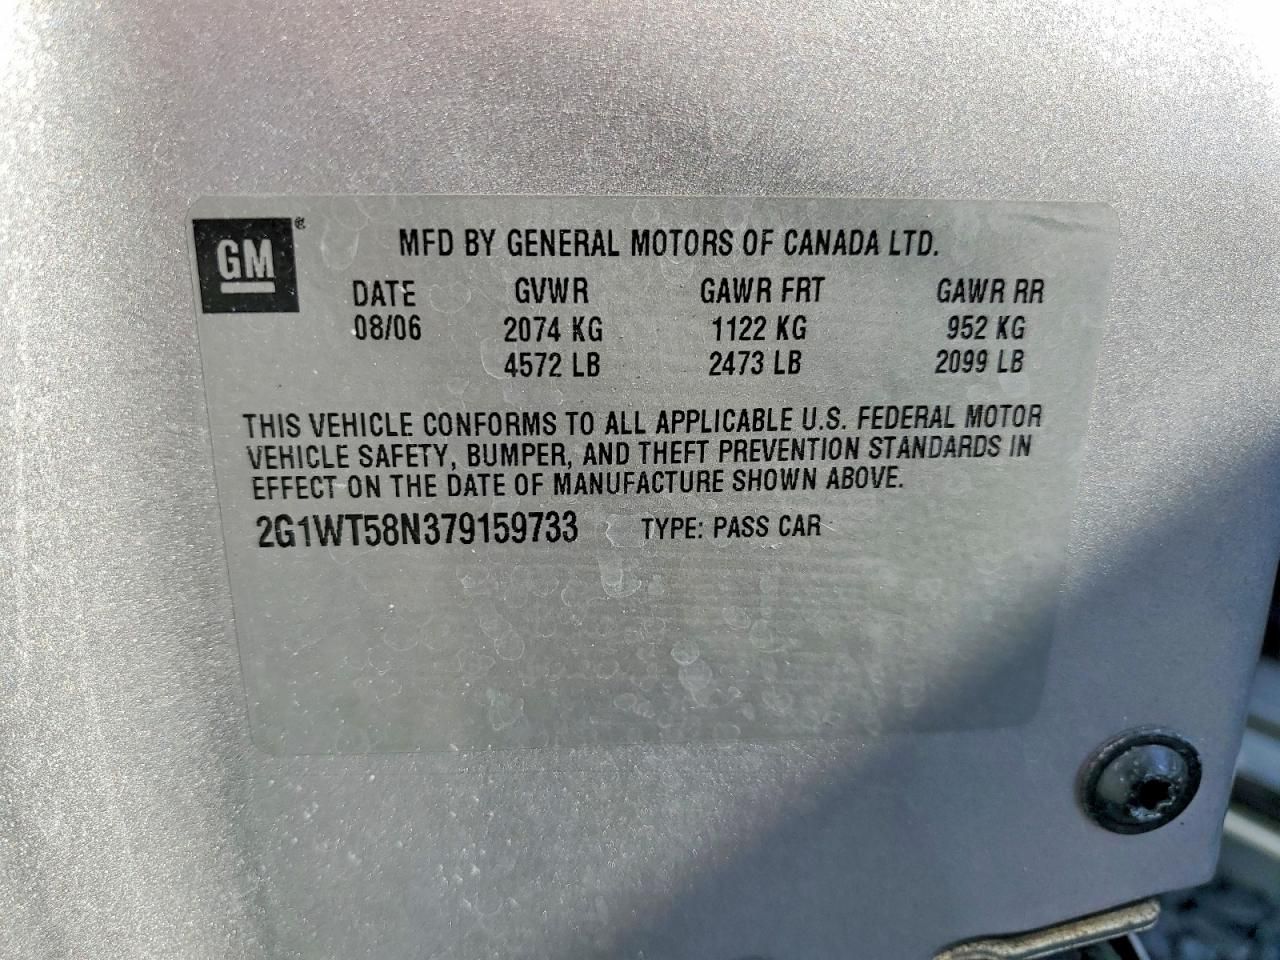 GM ®
MFD BY GENERAL MOTORS OF CANADA LTD.
DATE GVWR GAWR FRT GAWR RR
08/06 2074 KG 1122 KG 952 KG
4572 LB 2473 LB 2099 LB
THIS VEHICLE CONFORMS TO ALL APPLICABLE U.S. FEDERAL MOTOR
VEHICLE SAFETY, BUMPER, AND THEFT PREVENTION STANDARDS IN
EFFECT ON THE DATE OF MANUFACTURE SHOWN ABOVE.
2G1WT58N379159733 TYPE: PASS CAR